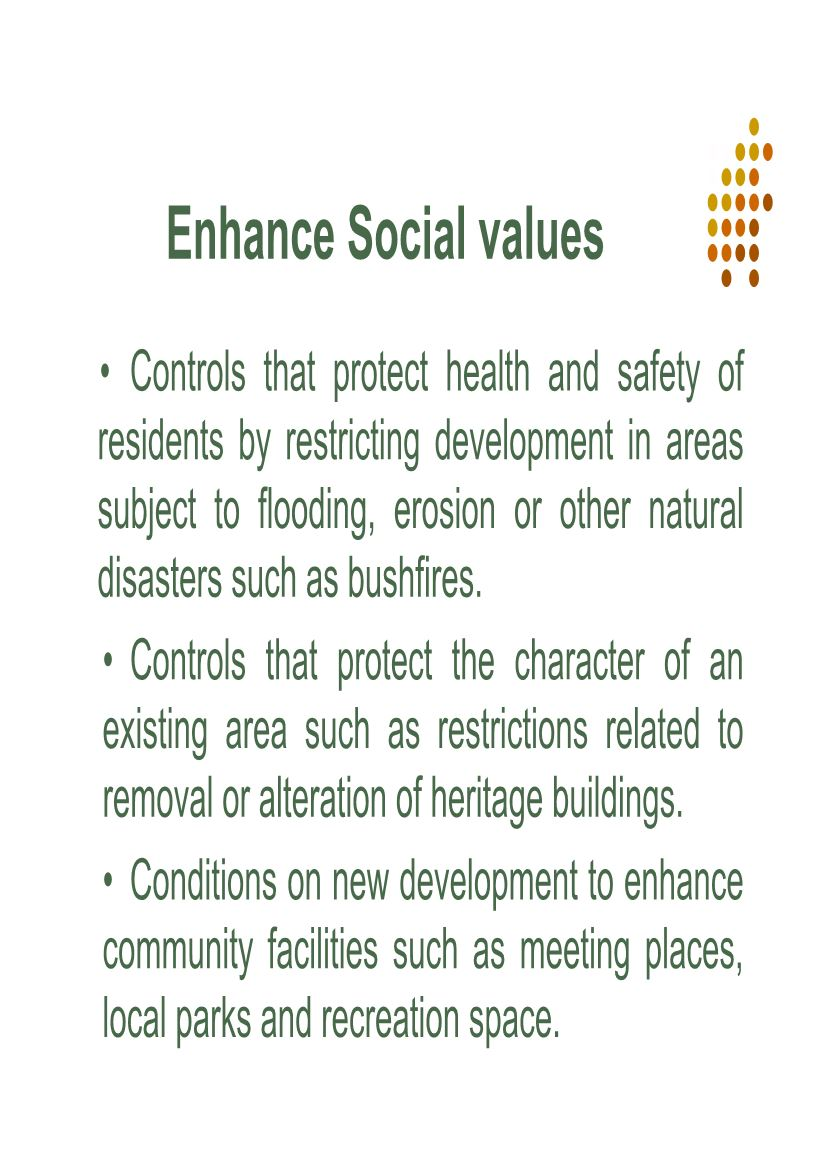 Enhance Social values
• Controls that protect health and safety of
residents by restricting development in areas
subject to flooding, erosion or other natural
disasters such as bushfires.
• Controls that protect the character of an
existing area such as restrictions related to
removal or alteration of heritage buildings.
• Conditions on new development to enhance
community facilities such as meeting places,
local parks and recreation space.